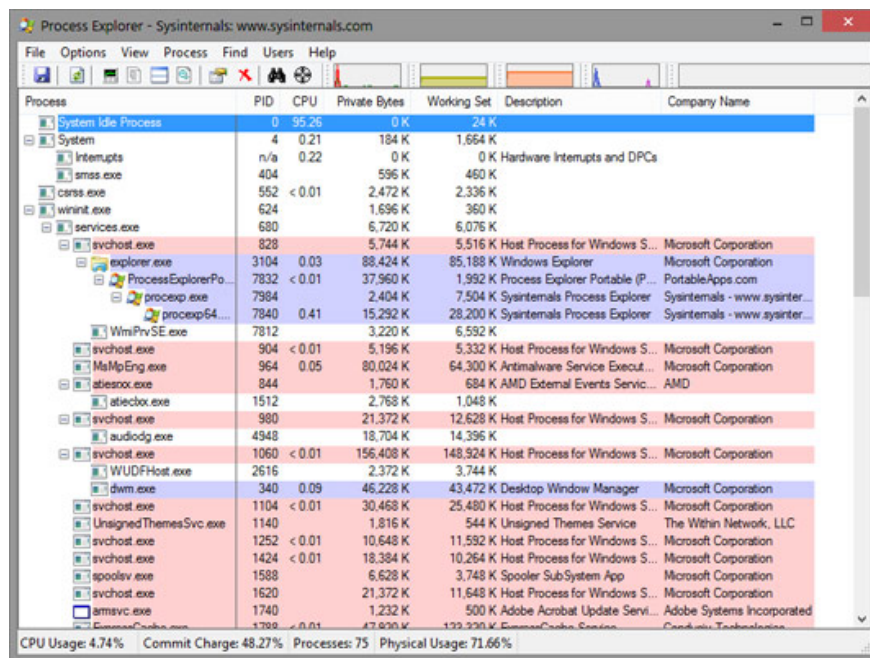 Process Explorer - Sysinternals: www.sysinternals.com
File Options View Process Find Users Help
Process PID CPU Private Bytes Working Set Description Company Name
System Idle Process 0 95.26 0 K 24 K
System 4 0.21 184 K 1,664 K
Interrupts n/a 0.22 0 K 0 K Hardware Interrupts and DPCs
smss.exe 404 596 K 460 K
csrss.exe 552 < 0.01 2,472 K 2,336 K
wininit.exe 624 1,696 K 360 K
services.exe 680 6,720 K 6,076 K
svchost.exe 828 5,744 K 5,516 K Host Process for Windows S... Microsoft Corporation
explorer.exe 3104 0.03 88,424 K 85,188 K Windows Explorer Microsoft Corporation
ProcessExplorerPo... 7832 < 0.01 37,960 K 1,992 K Process Explorer Portable (P... PortableApps.com
procexp.exe 7984 2,404 K 7,504 K Sysinternals Process Explorer Sysinternals - www.sysinter...
procexp64.... 7840 0.41 15,292 K 28,200 K Sysinternals Process Explorer Sysinternals - www.sysinter...
WmiPrvSE.exe 7812 3,220 K 6,592 K
svchost.exe 904 < 0.01 5,196 K 5,332 K Host Process for Windows S... Microsoft Corporation
MsMpEng.exe 964 0.05 80,024 K 64,300 K Antimalware Service Execut... Microsoft Corporation
atiesrxx.exe 844 1,760 K 684 K AMD External Events Servic... AMD
atieclxx.exe 1512 2,768 K 1,048 K
svchost.exe 980 21,372 K 12,628 K Host Process for Windows S... Microsoft Corporation
audiodg.exe 4948 18,704 K 14,396 K
svchost.exe 1060 < 0.01 156,408 K 148,924 K Host Process for Windows S... Microsoft Corporation
WUDFHost.exe 2616 2,372 K 3,744 K
dwm.exe 340 0.09 46,228 K 43,472 K Desktop Window Manager Microsoft Corporation
svchost.exe 1104 < 0.01 30,468 K 25,480 K Host Process for Windows S... Microsoft Corporation
UnsignedThemesSvc.exe 1140 1,816 K 544 K Unsigned Themes Service The Within Network, LLC
svchost.exe 1252 < 0.01 10,648 K 11,592 K Host Process for Windows S... Microsoft Corporation
svchost.exe 1424 < 0.01 18,384 K 10,264 K Host Process for Windows S... Microsoft Corporation
spoolsv.exe 1588 6,628 K 3,748 K Spooler SubSystem App Microsoft Corporation
svchost.exe 1620 21,372 K 11,648 K Host Process for Windows S... Microsoft Corporation
armsvc.exe 1740 1,232 K 500 K Adobe Acrobat Update Servi... Adobe Systems Incorporated
CPU Usage: 4.74% Commit Charge: 48.27% Processes: 75 Physical Usage: 71.66%